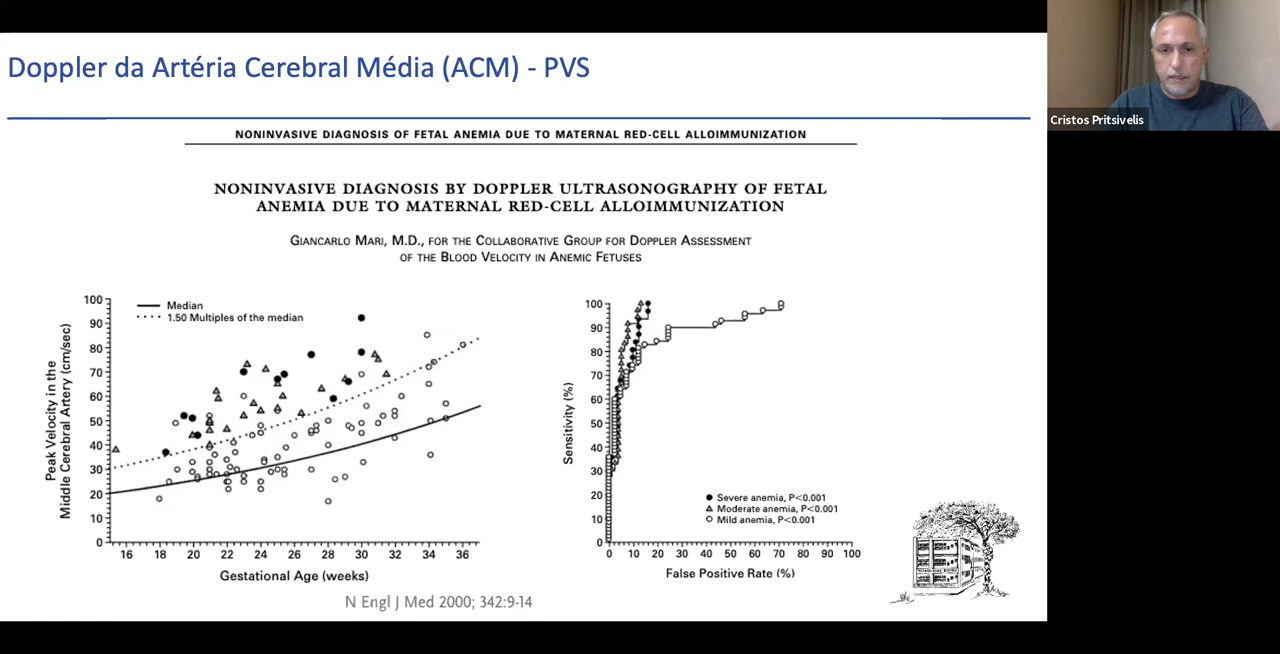 Doppler da Artéria Cerebral Média (ACM) - PVS
Cristos Pritsivelis
NONINVASIVE DIAGNOSIS OF FETAL ANEMIA DUE TO MATERNAL RED-CELL ALLOIMMUNIZATION
NONINVASIVE DIAGNOSIS BY DOPPLER ULTRASONOGRAPHY OF FETAL
ANEMIA DUE TO MATERNAL RED-CELL ALLOIMMUNIZATION
GIANCARLO MARI, M.D., FOR THE COLLABORATIVE GROUP FOR DOPPLER ASSESSMENT
OF THE BLOOD VELOCITY IN ANEMIC FETUSES
Peak Velocity in the
Middle Cerebral Artery (cm/sec)
100
90
80
70
60
50
40
30
20
10
0
Median
1.50 Multiples of the median
16 18 20 22 24 26 28 30 32 34 36
Gestational Age (weeks)
Sensitivity (%)
100
90
80
70
60
50
40
30
20
10
0
Severe anemia, P<0.001
Moderate anemia, P<0.001
Mild anemia, P<0.001
0 10 20 30 40 50 60 70 80 90 100
False Positive Rate (%)
N Engl J Med 2000; 342:9-14